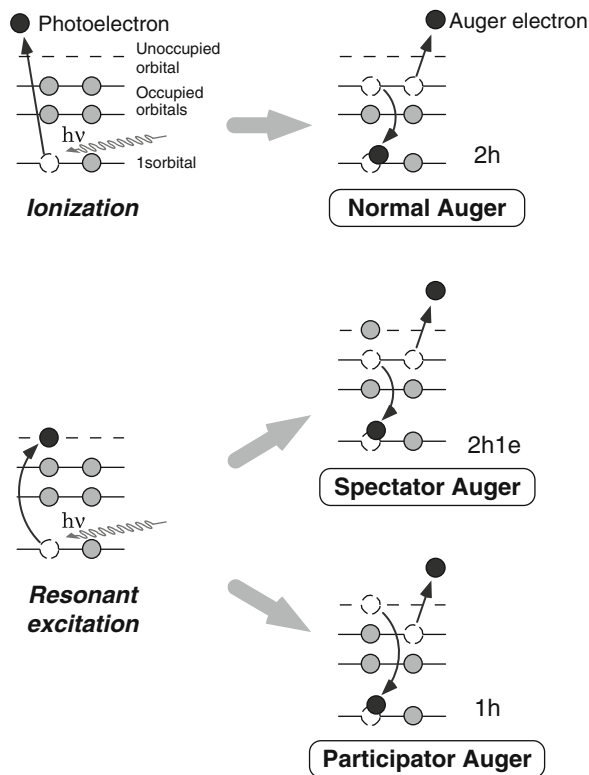 Photoelectron
Unoccupied
orbital
Occupied
orbitals
hν
1sorbital
Ionization
Auger electron
2h
Normal Auger
hν
Resonant
excitation
2h1e
Spectator Auger
1h
Participator Auger